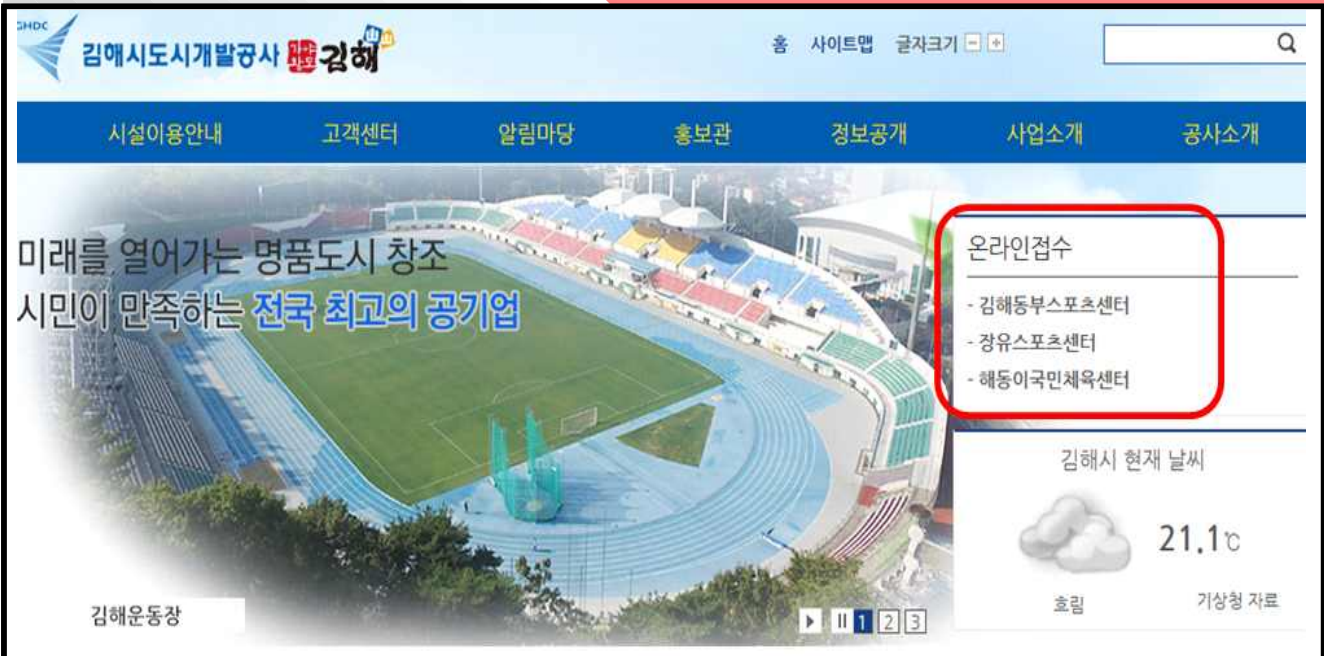 GHDC
김해시도시개발공사 가야왕도 김해
홈 사이트맵 글자크기 - +
시설이용안내 고객센터 알림마당 홍보관 정보공개 사업소개 공사소개
미래를 열어가는 명품도시 창조
시민이 만족하는 전국 최고의 공기업
온라인접수
- 김해동부스포츠센터
- 장유스포츠센터
- 해동이국민체육센터
김해시 현재 날씨
21.1℃
흐림 기상청 자료
김해운동장
1 2 3